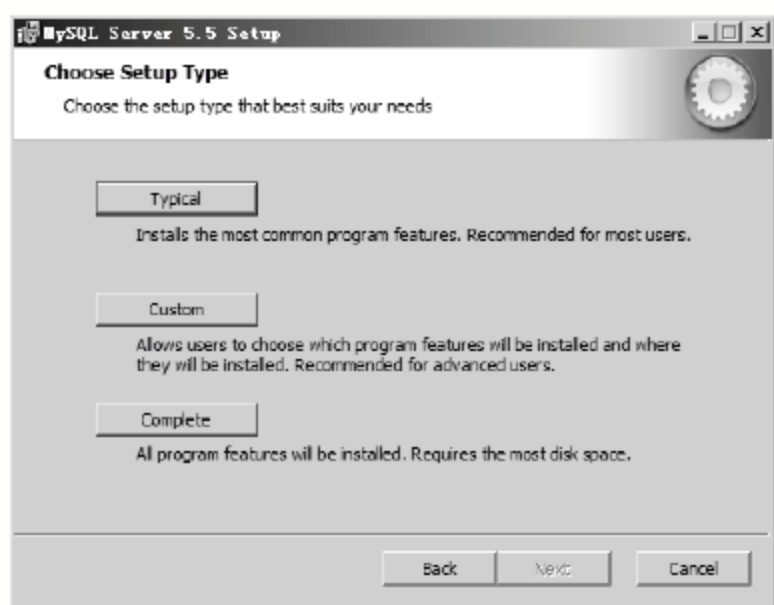 MySQL Server 5.5 Setup
Choose Setup Type
Choose the setup type that best suits your needs
Typical
Installs the most common program features. Recommended for most users.
Custom
Allows users to choose which program features will be installed and where
they will be installed. Recommended for advanced users.
Complete
All program features will be installed. Requires the most disk space.
Back
Next
Cancel